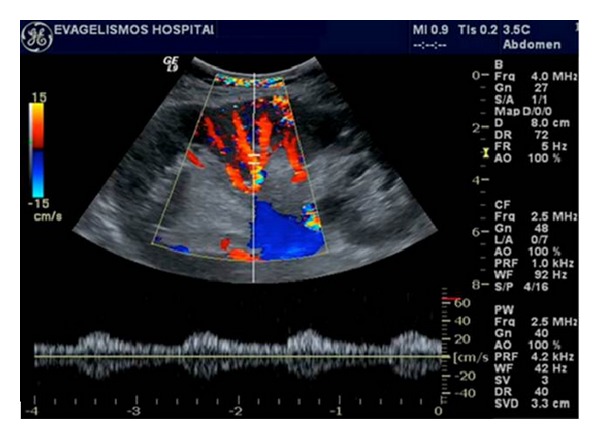 GE EVAGELISMOS HOSPITAL MI 0.9 TIs 0.2 3.5C
--:--:-- Abdomen
GE
L9
B
Frq 4.0 MHz
Gn 27
S/A 1/1
Map D/0/0
D 8.0 cm
DR 72
FR 5 Hz
AO 100 %
15
-15
cm/s
0
2
4
6
8
CF
Frq 2.5 MHz
Gn 48
L/A 0/7
AO 100 %
PRF 1.0 kHz
WF 92 Hz
S/P 4/16
PW
Frq 2.5 MHz
Gn 40
AO 100 %
PRF 4.2 kHz
WF 42 Hz
SV 3
DR 40
SVD 3.3 cm
60
40
20
[cm/s
-20
-40
-4 -3 -2 -1 0